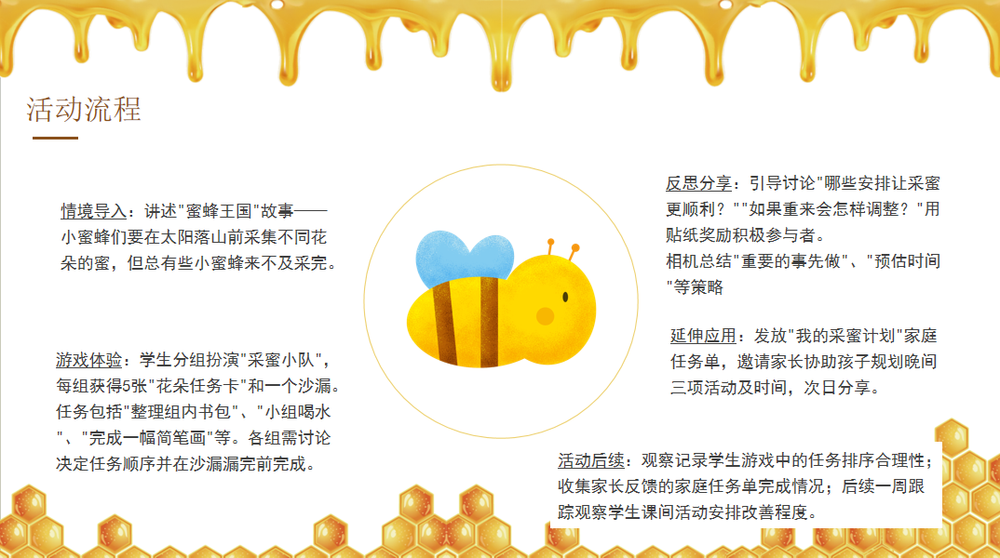 活动流程
情境导入：讲述"蜜蜂王国"故事——
小蜜蜂们要在太阳落山前采集不同花
朵的蜜，但总有些小蜜蜂来不及采完。
游戏体验：学生分组扮演"采蜜小队"，
每组获得5张"花朵任务卡"和一个沙漏。
任务包括"整理组内书包"、"小组喝水
"、"完成一幅简笔画"等。各组需讨论
决定任务顺序并在沙漏漏完前完成。
反思分享：引导讨论"哪些安排让采蜜
更顺利？""如果重来会怎样调整？"用
贴纸奖励积极参与者。
相机总结"重要的事先做"、"预估时间
"等策略
延伸应用：发放"我的采蜜计划"家庭
任务单，邀请家长协助孩子规划晚间
三项活动及时间，次日分享。
活动后续：观察记录学生游戏中的任务排序合理性；
收集家长反馈的家庭任务单完成情况；后续一周跟
踪观察学生课间活动安排改善程度。